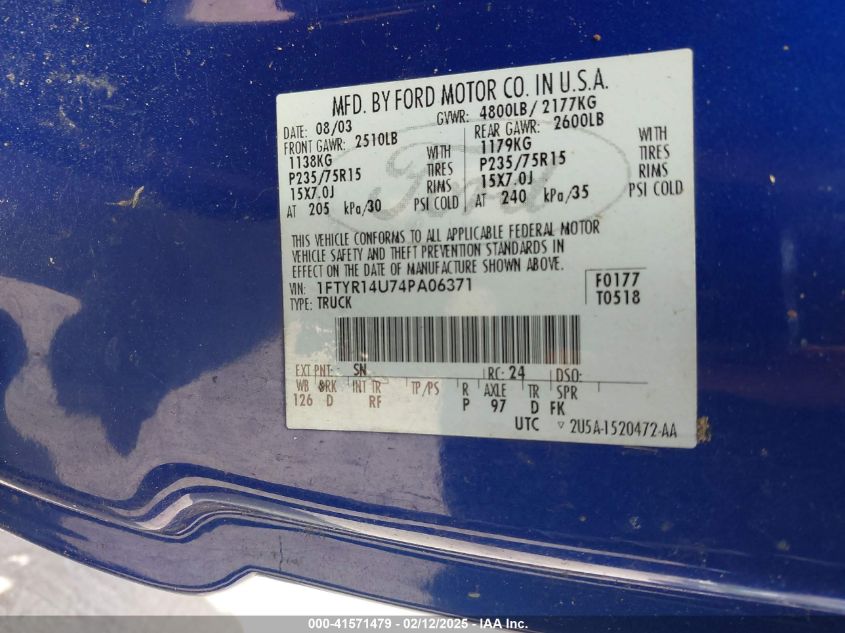 MFD. BY FORD MOTOR CO. IN U.S.A.
DATE: 08/03 GVWR: 4800LB/2177KG
FRONT GAWR: 2510LB REAR GAWR: 2600LB
1138KG WITH 1179KG WITH
P235/75R15 TIRES P235/75R15 TIRES
15X7.0J RIMS 15X7.0J RIMS
AT 205 kPa/30 PSI COLD AT 240 kPa/35 PSI COLD
Ford
THIS VEHICLE CONFORMS TO ALL APPLICABLE FEDERAL MOTOR
VEHICLE SAFETY AND THEFT PREVENTION STANDARDS IN
EFFECT ON THE DATE OF MANUFACTURE SHOWN ABOVE.
VIN: 1FTYR14U74PA06371 F0177
TYPE: TRUCK T0518
EXT PNT: SN RC: 24 DSO:
WB BRK INT TR TP/PS R AXLE TR SPR
126 D RF P 97 D FK
UTC ▽ 2U5A-1520472-AA
000-41571479 - 02/12/2025 - IAA, Inc.